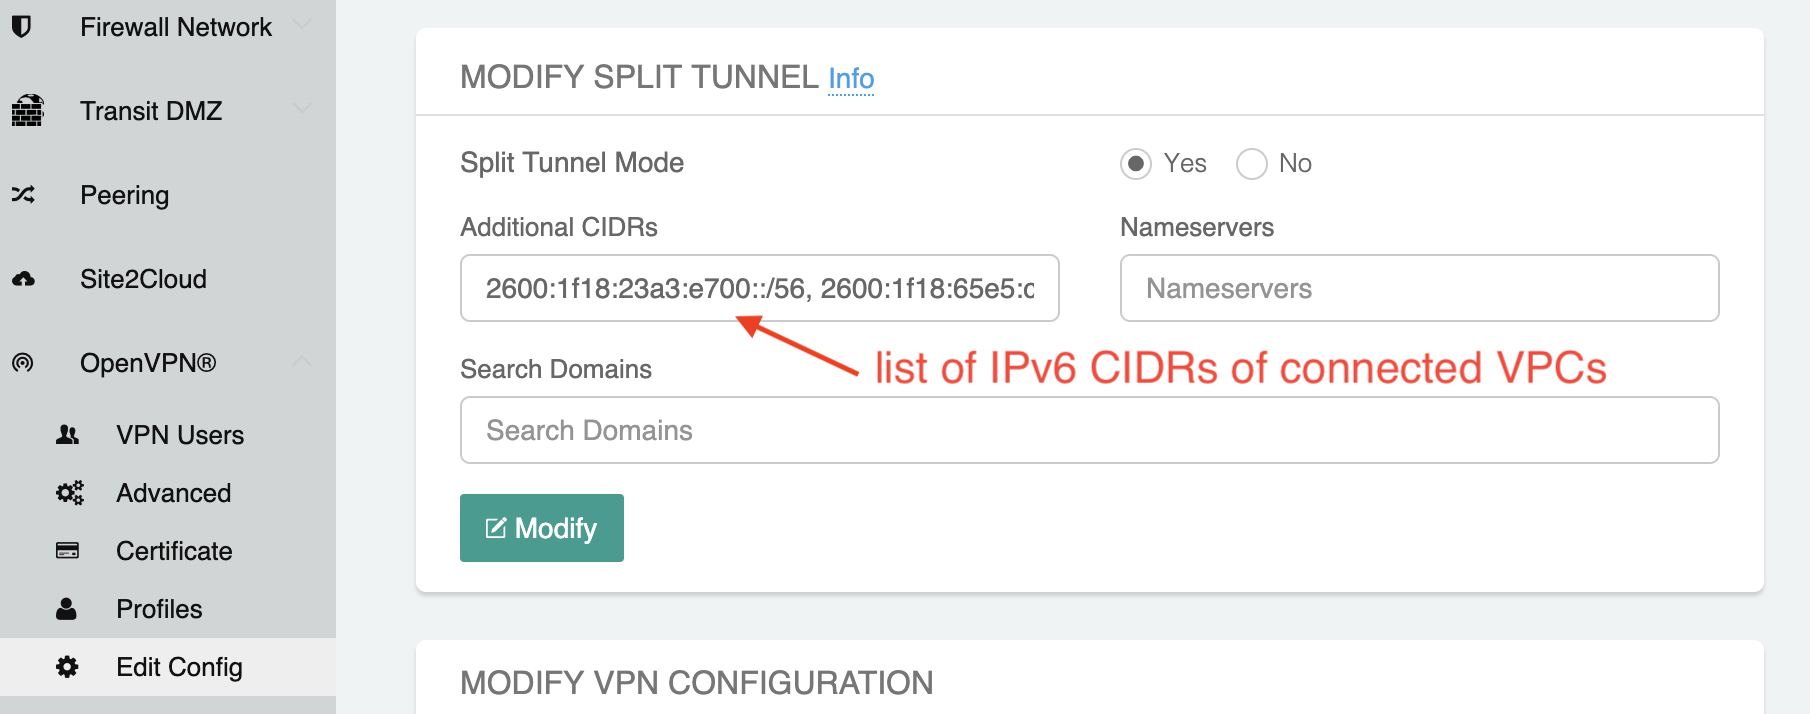 Firewall Network
Transit DMZ
Peering
Site2Cloud
OpenVPN®
VPN Users
Advanced
Certificate
Profiles
Edit Config
MODIFY SPLIT TUNNEL Info
Split Tunnel Mode Yes No
Additional CIDRs Nameservers
2600:1f18:23a3:e700::/56, 2600:1f18:65e5: Nameservers
list of IPv6 CIDRs of connected VPCs
Search Domains
Search Domains
Modify
MODIFY VPN CONFIGURATION